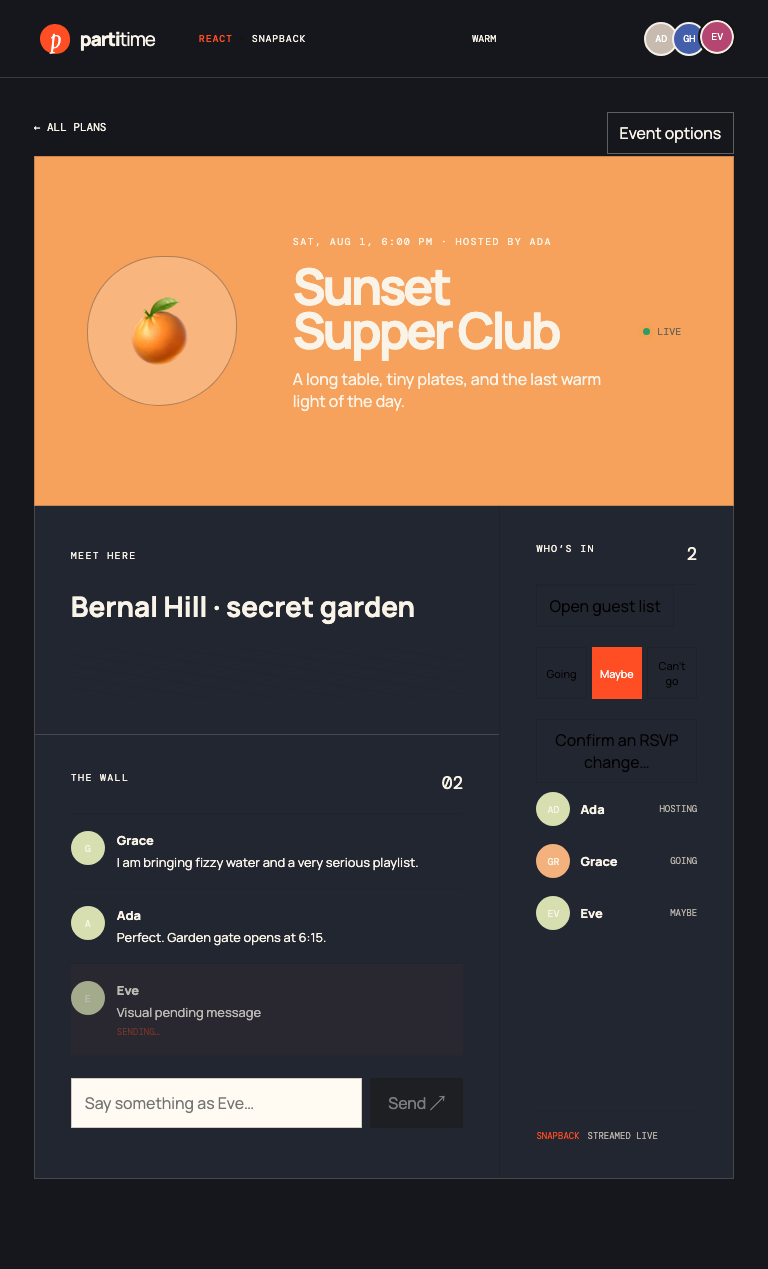 p partitime REACT SNAPBACK WARM AD GH EV
← ALL PLANS
Event options
SAT, AUG 1, 6:00 PM · HOSTED BY ADA
Sunset
Supper Club
LIVE
A long table, tiny plates, and the last warm
light of the day.
MEET HERE
Bernal Hill · secret garden
WHO'S IN
2
Open guest list
Going
Maybe
Can't
go
Confirm an RSVP
change…
AD Ada HOSTING
GR Grace GOING
EV Eve MAYBE
SNAPBACK STREAMED LIVE
THE WALL
02
G Grace
I am bringing fizzy water and a very serious playlist.
A Ada
Perfect. Garden gate opens at 6:15.
E Eve
Visual pending message
SENDING…
Say something as Eve…
Send ↗